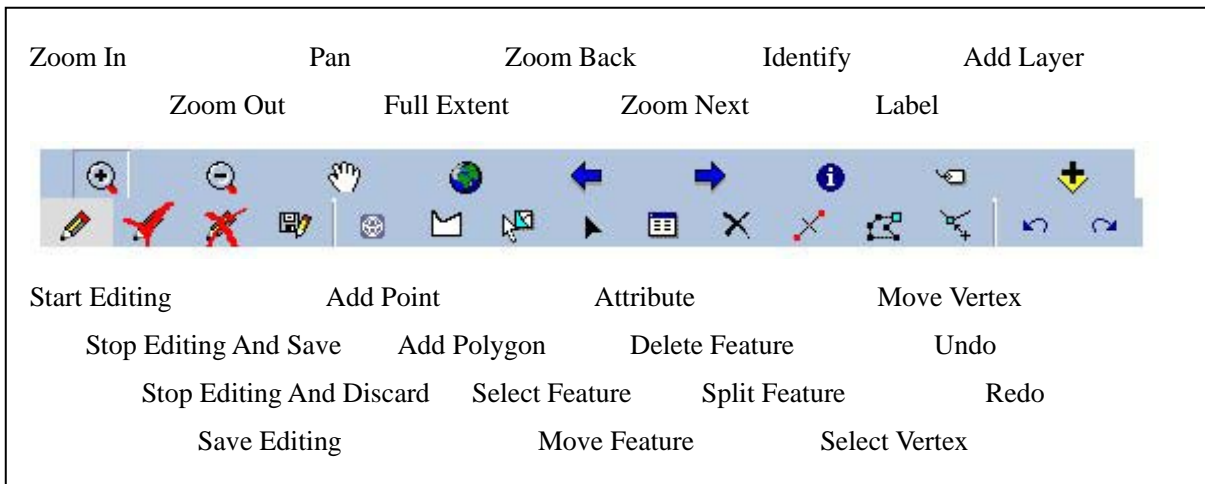 Zoom In Pan Zoom Back Identify Add Layer
Zoom Out Full Extent Zoom Next Label
Start Editing Add Point Attribute Move Vertex
Stop Editing And Save Add Polygon Delete Feature Undo
Stop Editing And Discard Select Feature Split Feature Redo
Save Editing Move Feature Select Vertex